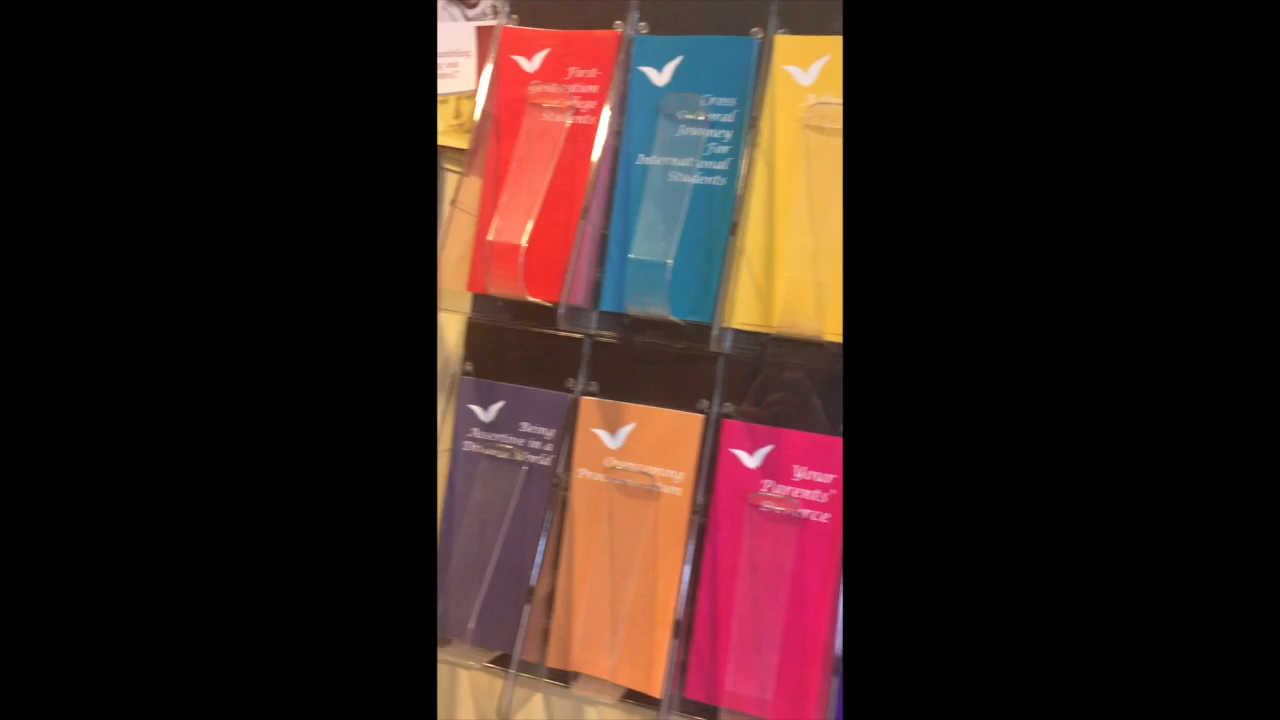 First-
Generation
College
Students
Cross
Cultural
Journey
for
International
Students
Being
Assertive in a
World
Overcoming
Procrastination
Your
Parents'
Divorce